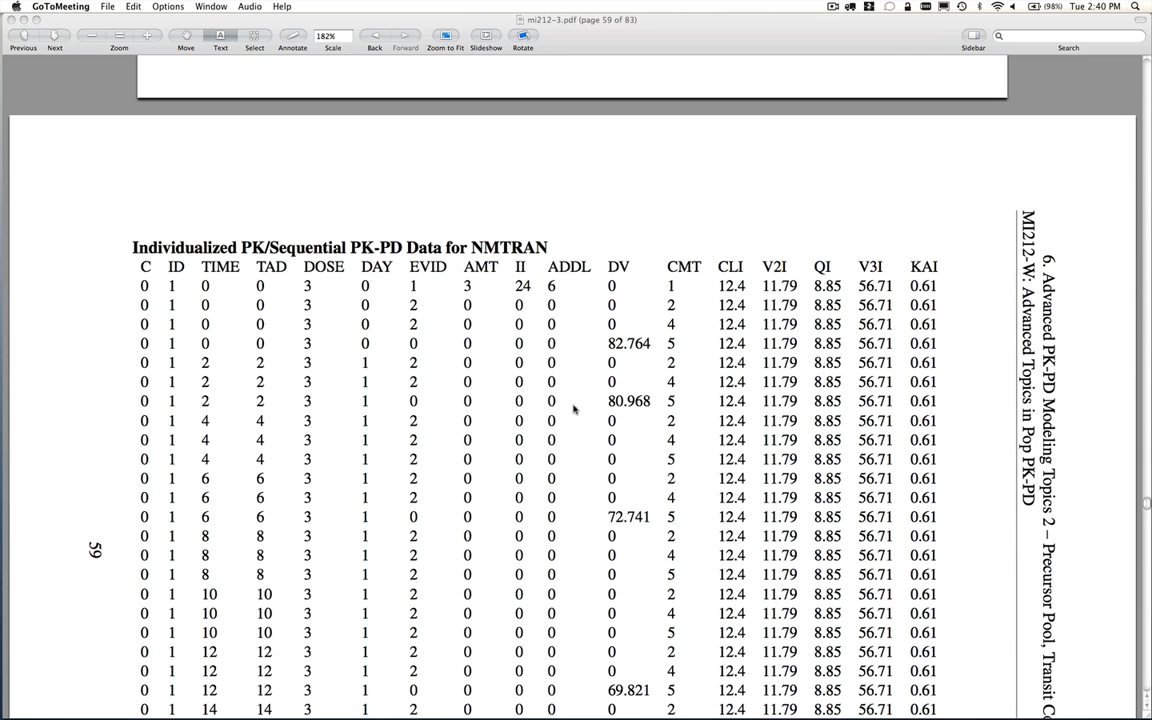 GoToMeeting File Edit Options Window Audio Help (98%) Tue 2:40 PM
mi212-3.pdf (page 59 of 83)
182%
Previous Next Zoom Move Text Select Annotate Scale Back Forward Zoom to Fit Slideshow Rotate Sidebar Search
Individualized PK/Sequential PK-PD Data for NMTRAN
C ID TIME TAD DOSE DAY EVID AMT II ADDL DV CMT CLI V2I QI V3I KAI
0 1 0 0 3 0 1 3 24 6 0 1 12.4 11.79 8.85 56.71 0.61
0 1 0 0 3 0 2 0 0 0 0 2 12.4 11.79 8.85 56.71 0.61
0 1 0 0 3 0 2 0 0 0 0 4 12.4 11.79 8.85 56.71 0.61
0 1 0 0 3 0 0 0 0 0 82.764 5 12.4 11.79 8.85 56.71 0.61
0 1 2 2 3 1 2 0 0 0 0 2 12.4 11.79 8.85 56.71 0.61
0 1 2 2 3 1 2 0 0 0 0 4 12.4 11.79 8.85 56.71 0.61
0 1 2 2 3 1 0 0 0 0 80.968 5 12.4 11.79 8.85 56.71 0.61
0 1 4 4 3 1 2 0 0 0 0 2 12.4 11.79 8.85 56.71 0.61
0 1 4 4 3 1 2 0 0 0 0 4 12.4 11.79 8.85 56.71 0.61
0 1 4 4 3 1 2 0 0 0 0 5 12.4 11.79 8.85 56.71 0.61
0 1 6 6 3 1 2 0 0 0 0 2 12.4 11.79 8.85 56.71 0.61
0 1 6 6 3 1 2 0 0 0 0 4 12.4 11.79 8.85 56.71 0.61
0 1 6 6 3 1 0 0 0 0 72.741 5 12.4 11.79 8.85 56.71 0.61
0 1 8 8 3 1 2 0 0 0 0 2 12.4 11.79 8.85 56.71 0.61
0 1 8 8 3 1 2 0 0 0 0 4 12.4 11.79 8.85 56.71 0.61
0 1 8 8 3 1 2 0 0 0 0 5 12.4 11.79 8.85 56.71 0.61
0 1 10 10 3 1 2 0 0 0 0 2 12.4 11.79 8.85 56.71 0.61
0 1 10 10 3 1 2 0 0 0 0 4 12.4 11.79 8.85 56.71 0.61
0 1 10 10 3 1 2 0 0 0 0 5 12.4 11.79 8.85 56.71 0.61
0 1 12 12 3 1 2 0 0 0 0 2 12.4 11.79 8.85 56.71 0.61
0 1 12 12 3 1 2 0 0 0 0 4 12.4 11.79 8.85 56.71 0.61
0 1 12 12 3 1 0 0 0 0 69.821 5 12.4 11.79 8.85 56.71 0.61
0 1 14 14 3 1 2 0 0 0 0 2 12.4 11.79 8.85 56.71 0.61
6. Advanced PK-PD Modeling Topics 2 – Precursor Pool, Transit
MI212-W: Advanced Topics in Pop PK-PD
59